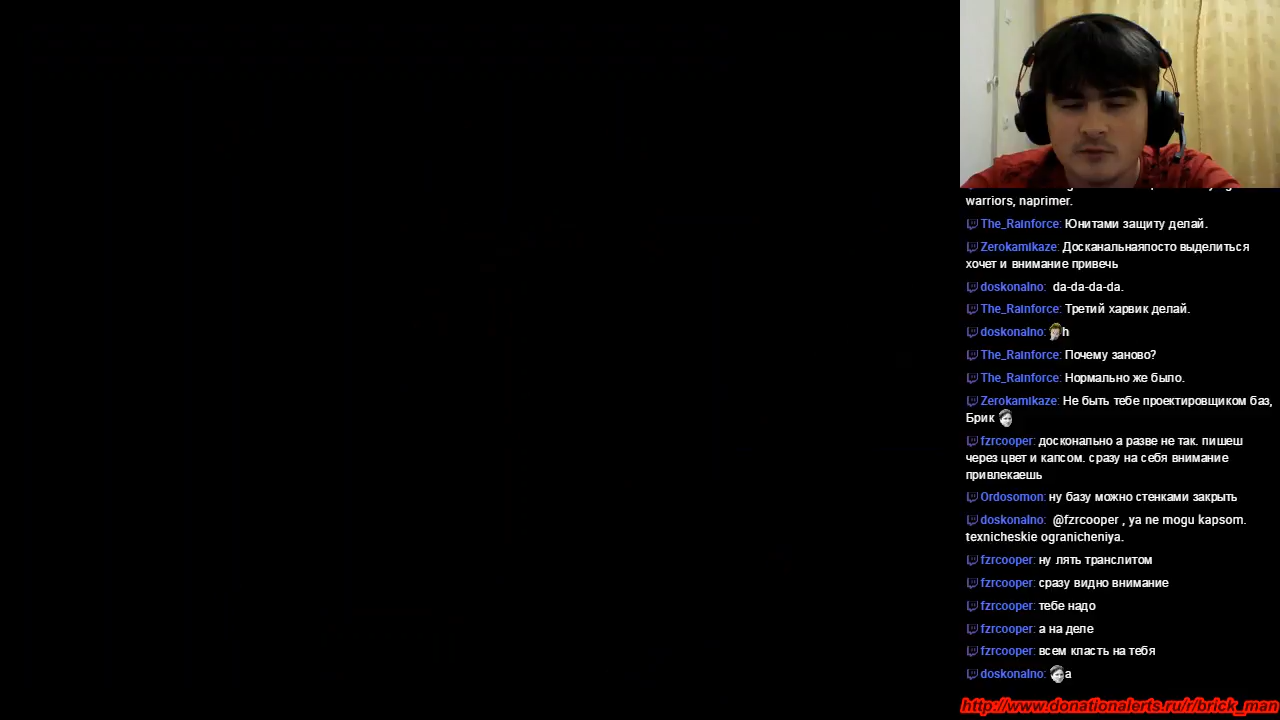 warriors, naprimer.
The_Rainforce: Юнитами защиту делай.
Zerokamikaze: Досканальнаяпосто выделиться
хочет и внимание привечь
doskonalno: da-da-da-da.
The_Rainforce: Третий харвик делай.
doskonalno: h
The_Rainforce: Почему заново?
The_Rainforce: Нормально же было.
Zerokamikaze: Не быть тебе проектировщиком баз,
Брик
fzrcooper: досконально а разве не так. пишеш
через цвет и капсом. сразу на себя внимание
привлекаешь
Ordosomon: ну базу можно стенками закрыть
doskonalno: @fzrcooper , ya ne mogu kapsom.
texnicheskie ogranicheniya.
fzrcooper: ну лять транслитом
fzrcooper: сразу видно внимание
fzrcooper: тебе надо
fzrcooper: а на деле
fzrcooper: всем класть на тебя
doskonalno: а
http://www.donationalerts.ru/r/brick_man